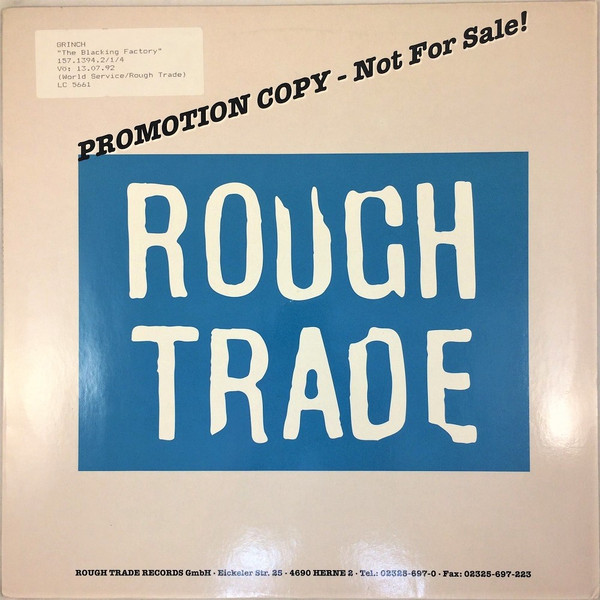 GRINCH
"The Blacking Factory"
157.1394.2/1/4
VÖ: 13.07.92
(World Service/Rough Trade)
LC 5661
PROMOTION COPY - Not For Sale!
ROUGH
TRADE
ROUGH TRADE RECORDS GmbH · Eickeler Str. 25 - 4690 HERNE 2 · Tel.: 02325-697-0 · Fax: 02325-697-223